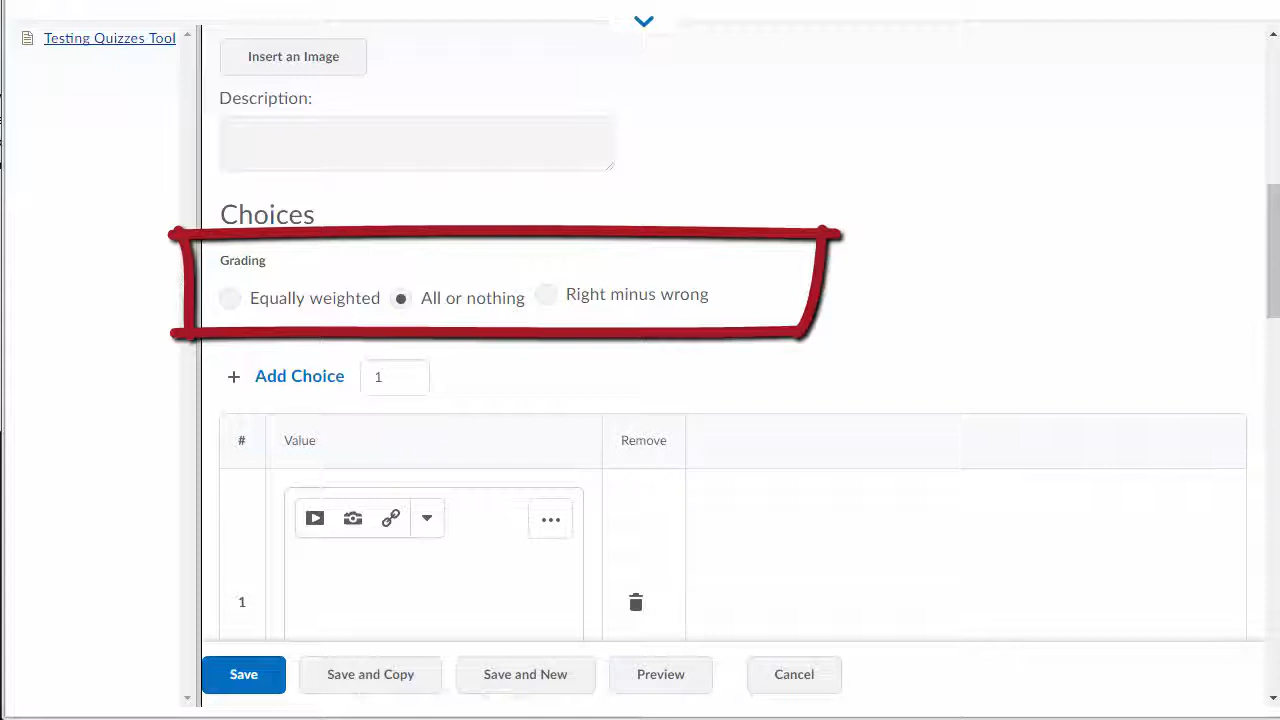 Testing Quizzes Tool
Insert an Image
Description:
Choices
Grading
Equally weighted All or nothing Right minus wrong
+ Add Choice 1
# Value Remove
1
Save Save and Copy Save and New Preview Cancel